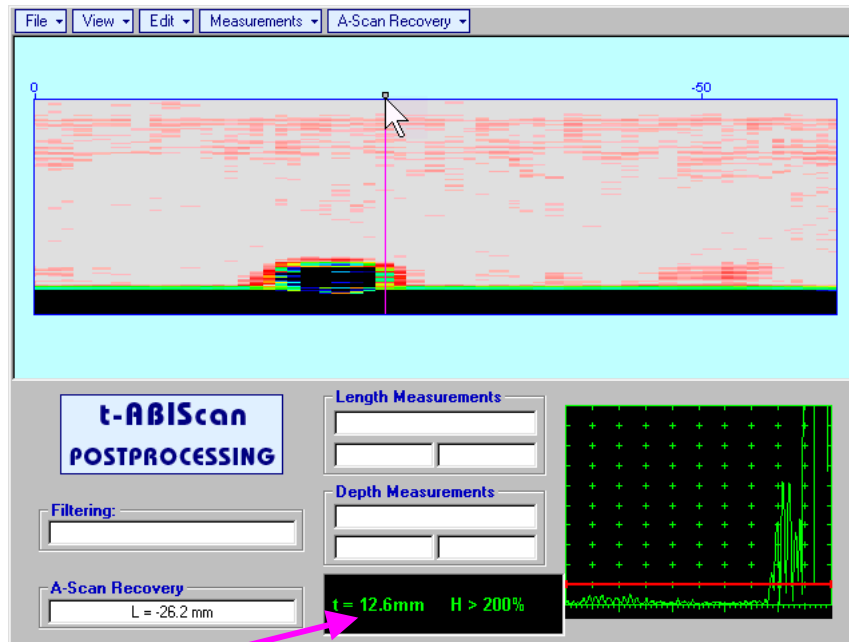 File View Edit Measurements A-Scan Recovery
0 -50
t-ABIScan
POSTPROCESSING
Filtering:
A-Scan Recovery
L = -26.2 mm
Length Measurements
Depth Measurements
t = 12.6mm H > 200%